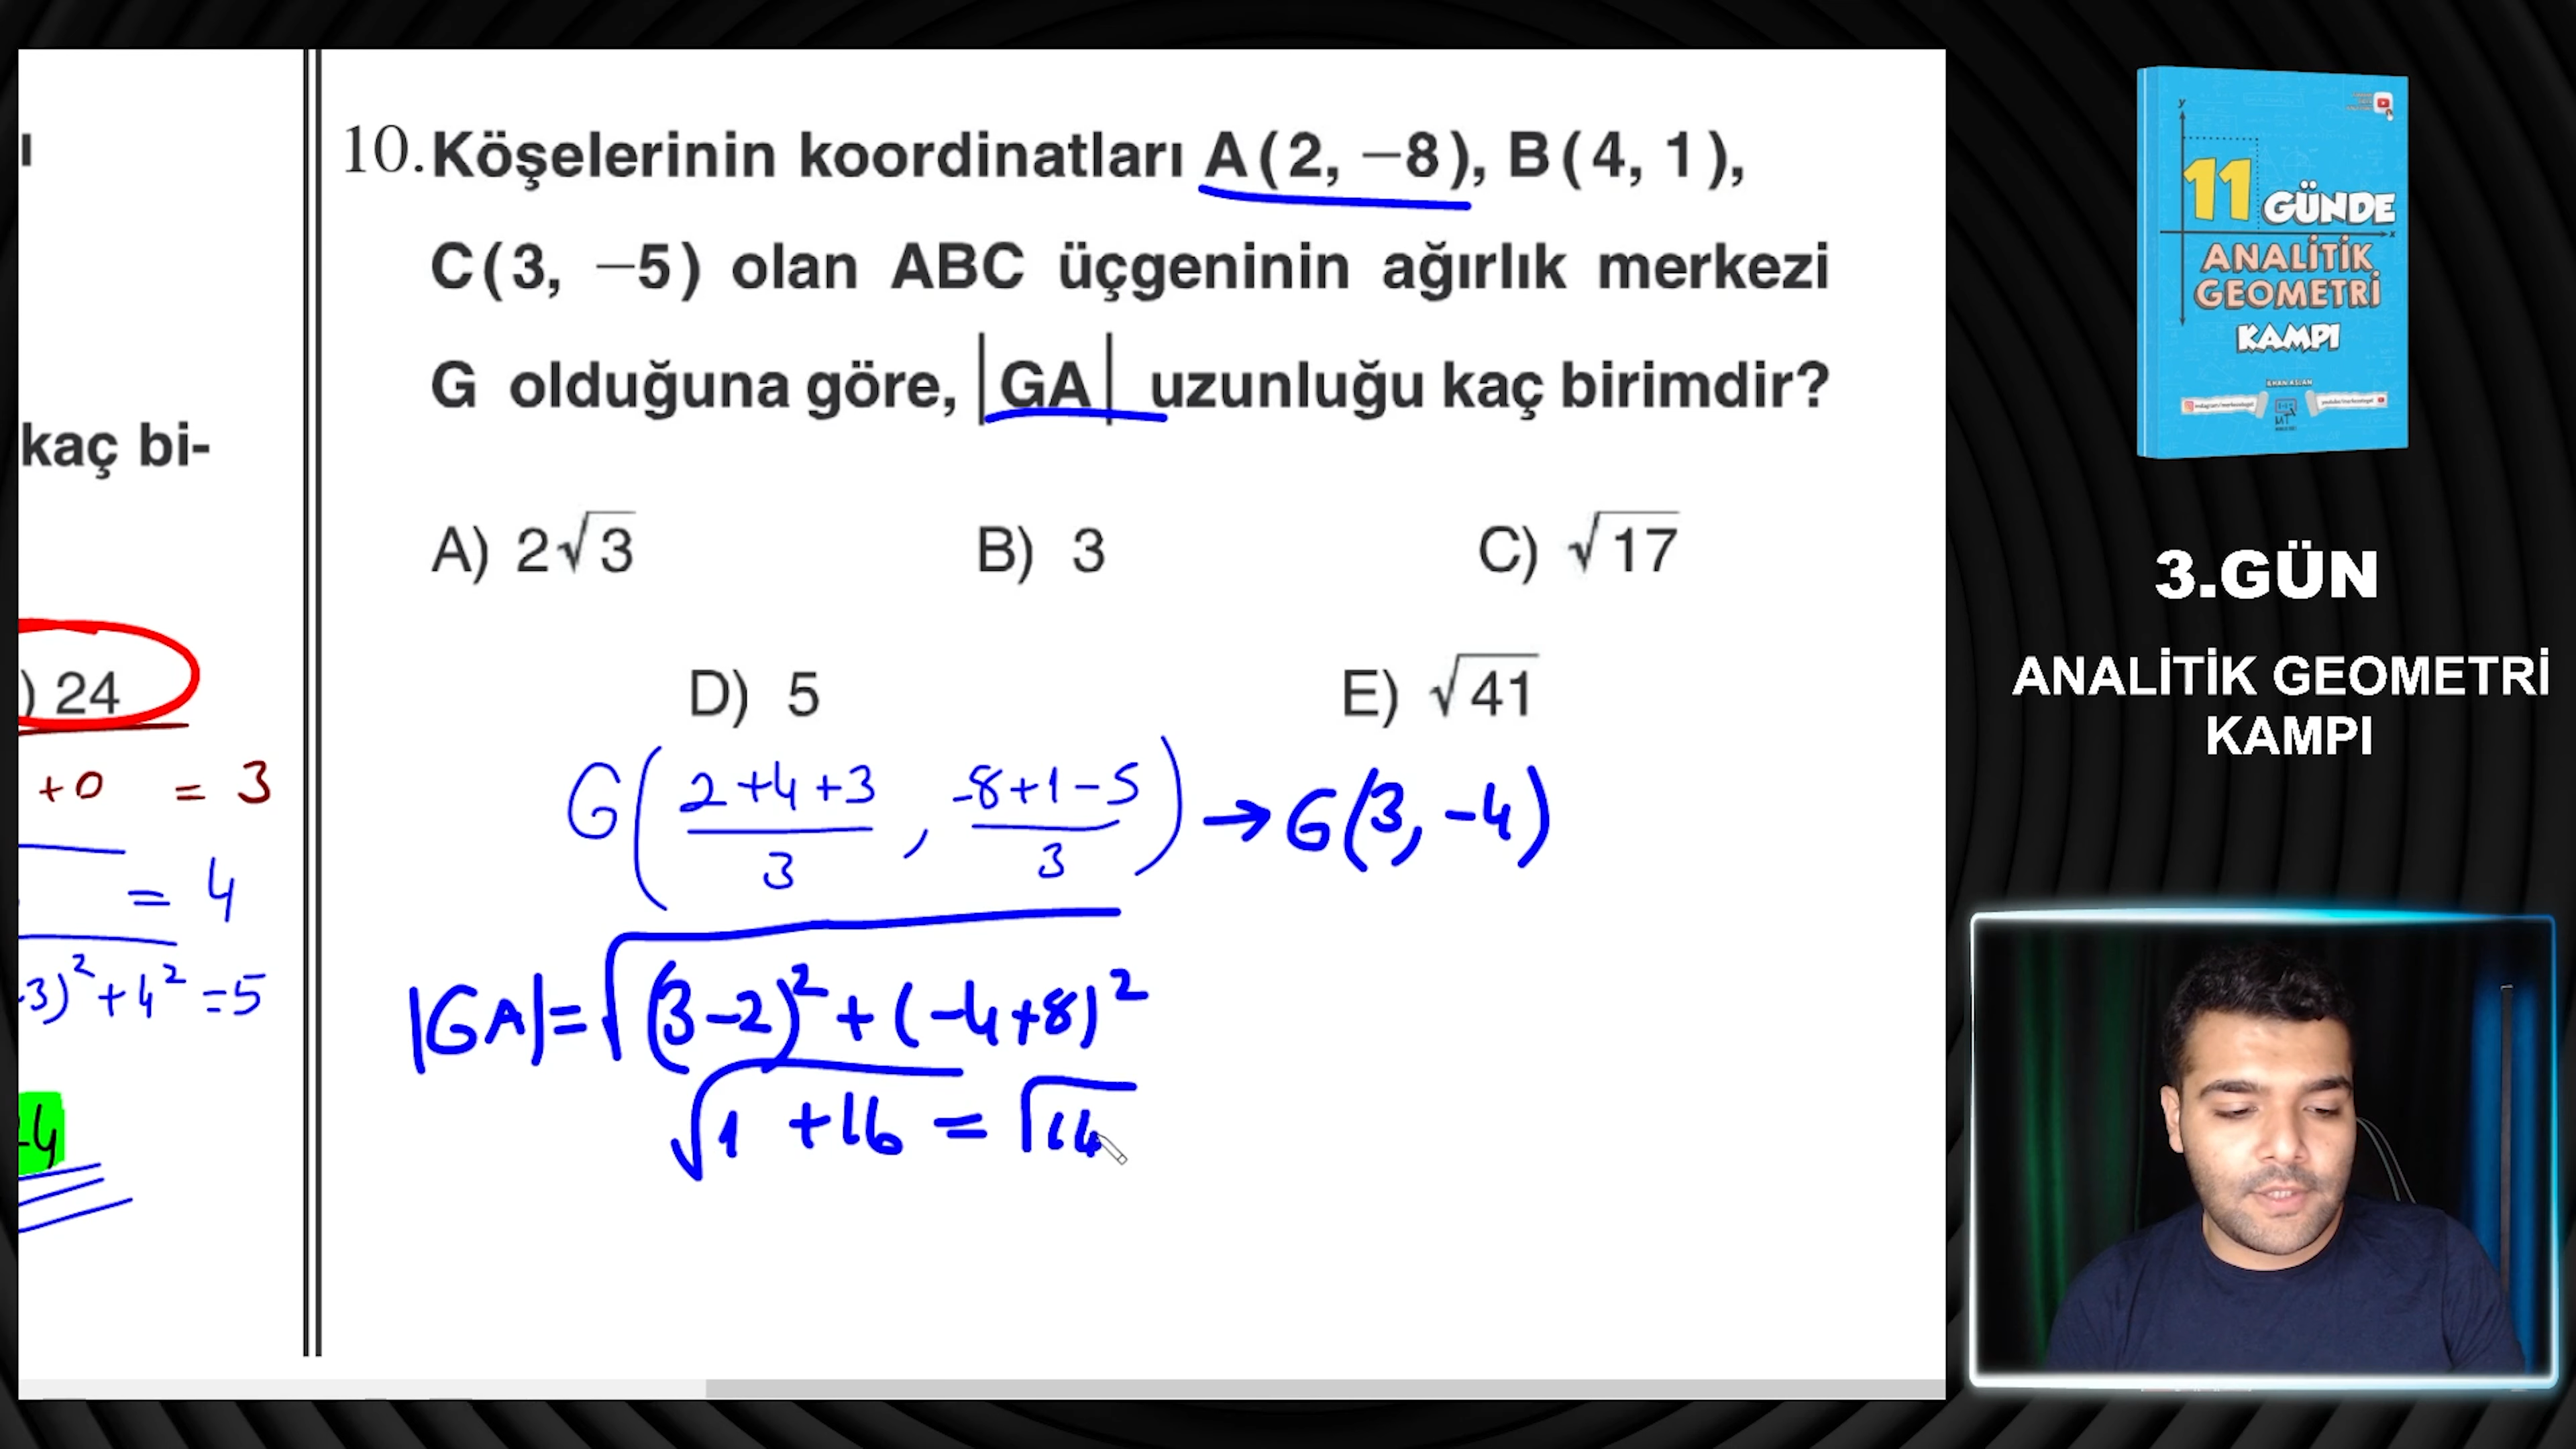 ı
kaç bi-
) 24
+0 = 3
= 4
-3)² + 4² = 5
10. Köşelerinin koordinatları A(2, −8), B(4, 1),
C(3, −5) olan ABC üçgeninin ağırlık merkezi
G olduğuna göre, |GA| uzunluğu kaç birimdir?
A) 2√3 B) 3 C) √17
D) 5 E) √41
G(2+4+3/3, -8+1-5/3) → G(3, -4)
|GA| = √(3-2)² + (-4+8)²
√1 + 16 = √14
11 GÜNDE
ANALİTİK
GEOMETRİ
KAMPI
İLHAN ASLAN
3.GÜN
ANALİTİK GEOMETRİ
KAMPI